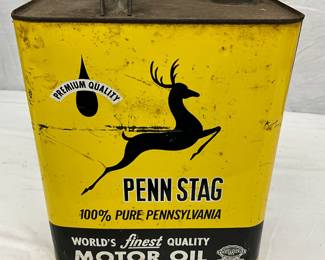 PREMIUM QUALITY
PENN STAG
100% PURE PENNSYLVANIA
WORLD'S finest QUALITY
MOTOR OIL